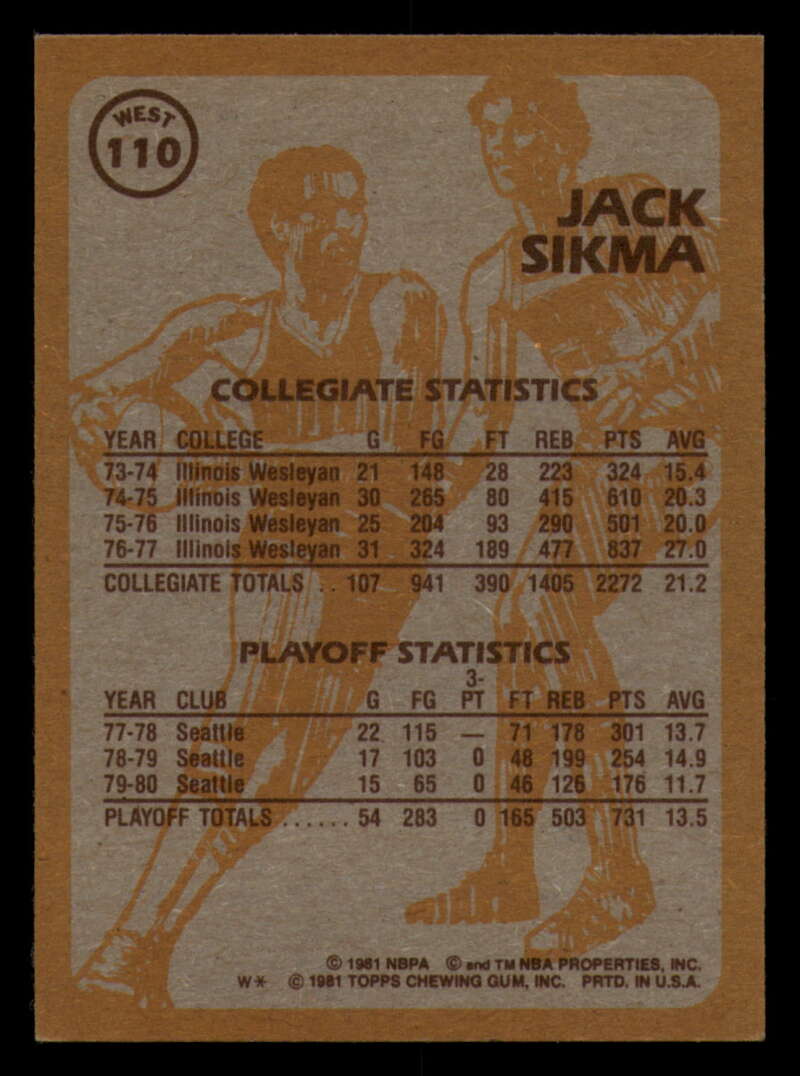 WEST
110
JACK
SIKMA
COLLEGIATE STATISTICS
YEAR COLLEGE G FG FT REB PTS AVG
73-74 Illinois Wesleyan 21 148 28 223 324 15.4
74-75 Illinois Wesleyan 30 265 80 415 610 20.3
75-76 Illinois Wesleyan 25 204 93 290 501 20.0
76-77 Illinois Wesleyan 31 324 189 477 837 27.0
COLLEGIATE TOTALS .. 107 941 390 1405 2272 21.2
PLAYOFF STATISTICS
YEAR CLUB G FG 3-PT FT REB PTS AVG
77-78 Seattle 22 115 — 71 178 301 13.7
78-79 Seattle 17 103 0 48 199 254 14.9
79-80 Seattle 15 65 0 46 126 176 11.7
PLAYOFF TOTALS ...... 54 283 0 165 503 731 13.5
© 1981 NBPA © and TM NBA PROPERTIES, INC.
W* © 1981 TOPPS CHEWING GUM, INC. PRTD. IN U.S.A.